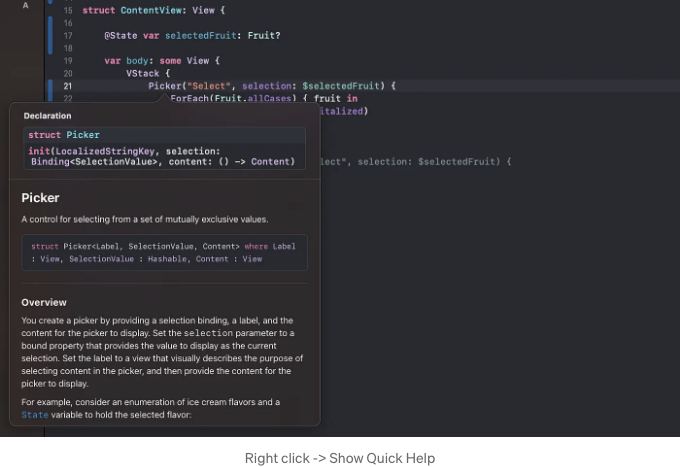 A
15 struct ContentView: View {
16
17 @State var selectedFruit: Fruit?
18
19 var body: some View {
20 VStack {
21 Picker("Select", selection: $selectedFruit) {
22 ForEach(Fruit.allCases) { fruit in
italized)
lect", selection: $selectedFruit) {
Declaration
struct Picker
init(LocalizedStringKey, selection:
Binding<SelectionValue>, content: () -> Content)
Picker
A control for selecting from a set of mutually exclusive values.
struct Picker<Label, SelectionValue, Content> where Label
: View, SelectionValue : Hashable, Content : View
Overview
You create a picker by providing a selection binding, a label, and the
content for the picker to display. Set the selection parameter to a
bound property that provides the value to display as the current
selection. Set the label to a view that visually describes the purpose of
selecting content in the picker, and then provide the content for the
picker to display.
For example, consider an enumeration of ice cream flavors and a
State variable to hold the selected flavor:
Right click -> Show Quick Help